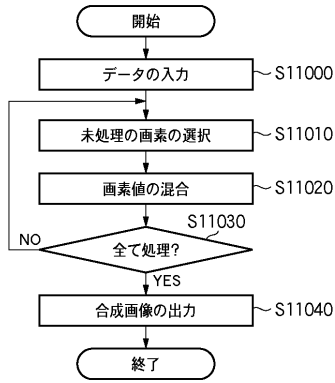 開始
データの入力 S11000
未処理の画素の選択 S11010
画素値の混合 S11020
S11030
NO 全て処理?
YES
合成画像の出力 S11040
終了